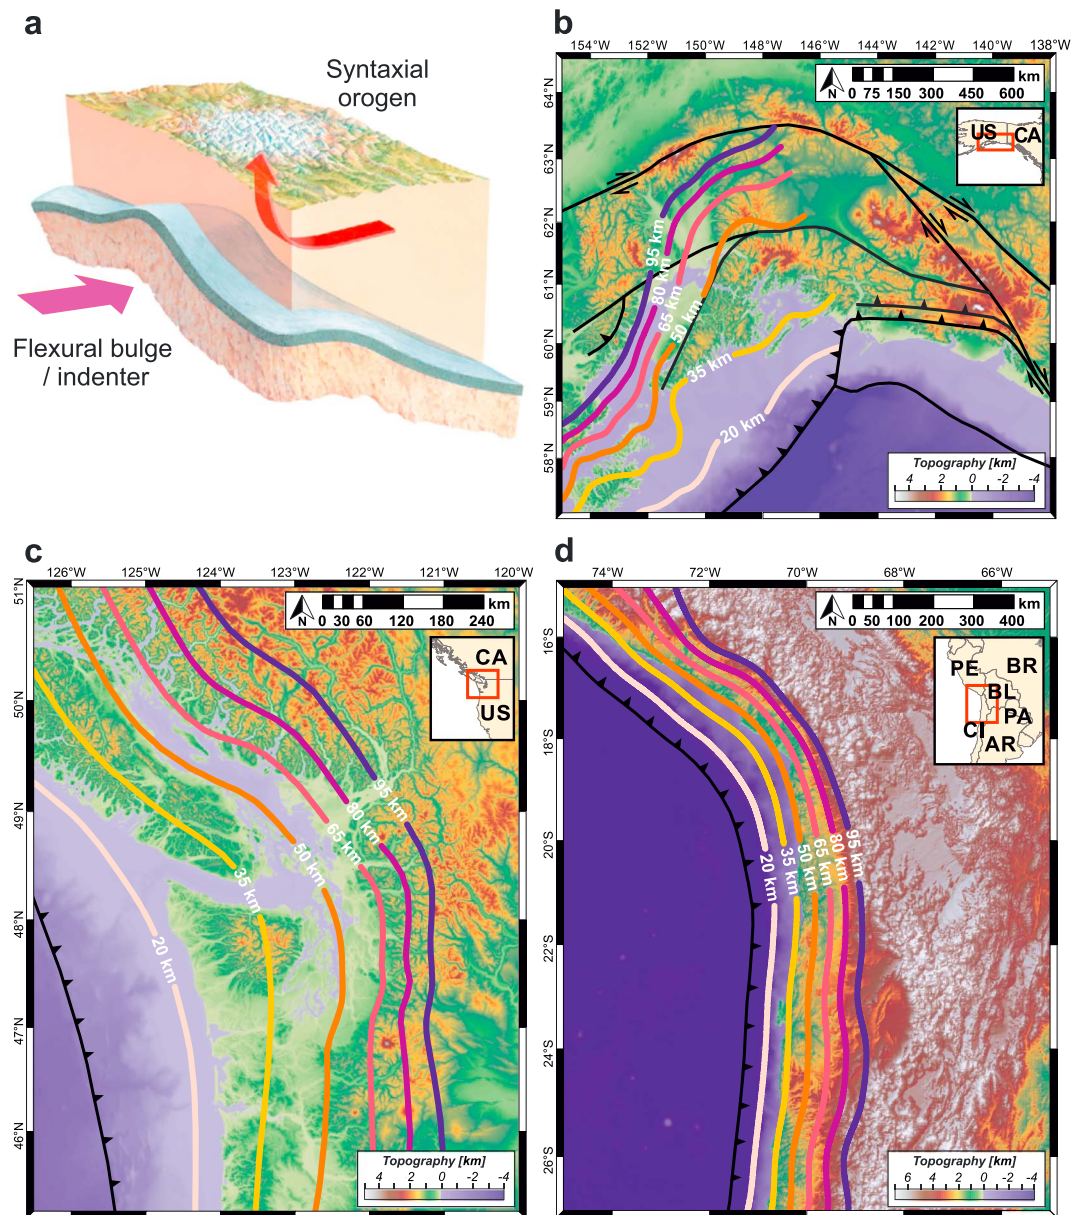 a
Syntaxial
orogen
Flexural bulge
/ indenter
b
154°W 152°W 150°W 148°W 146°W 144°W 142°W 140°W 138°W
64°N
63°N
62°N
61°N
60°N
59°N
58°N
N
km
0 75 150 300 450 600
US CA
95 km
80 km
65 km
50 km
35 km
20 km
Topography [km]
4 2 0 -2 -4
c
126°W 125°W 124°W 123°W 122°W 121°W 120°W
51°N
50°N
49°N
48°N
47°N
46°N
N
km
0 30 60 120 180 240
CA
US
95 km
80 km
65 km
50 km
35 km
20 km
Topography [km]
4 2 0 -2 -4
d
74°W 72°W 70°W 68°W 66°W
16°S
18°S
20°S
22°S
24°S
26°S
N
km
0 50 100 200 300 400
PE BR
BL
PA
CI
AR
20 km
35 km
50 km
65 km
80 km
95 km
Topography [km]
6 4 2 0 -2 -4